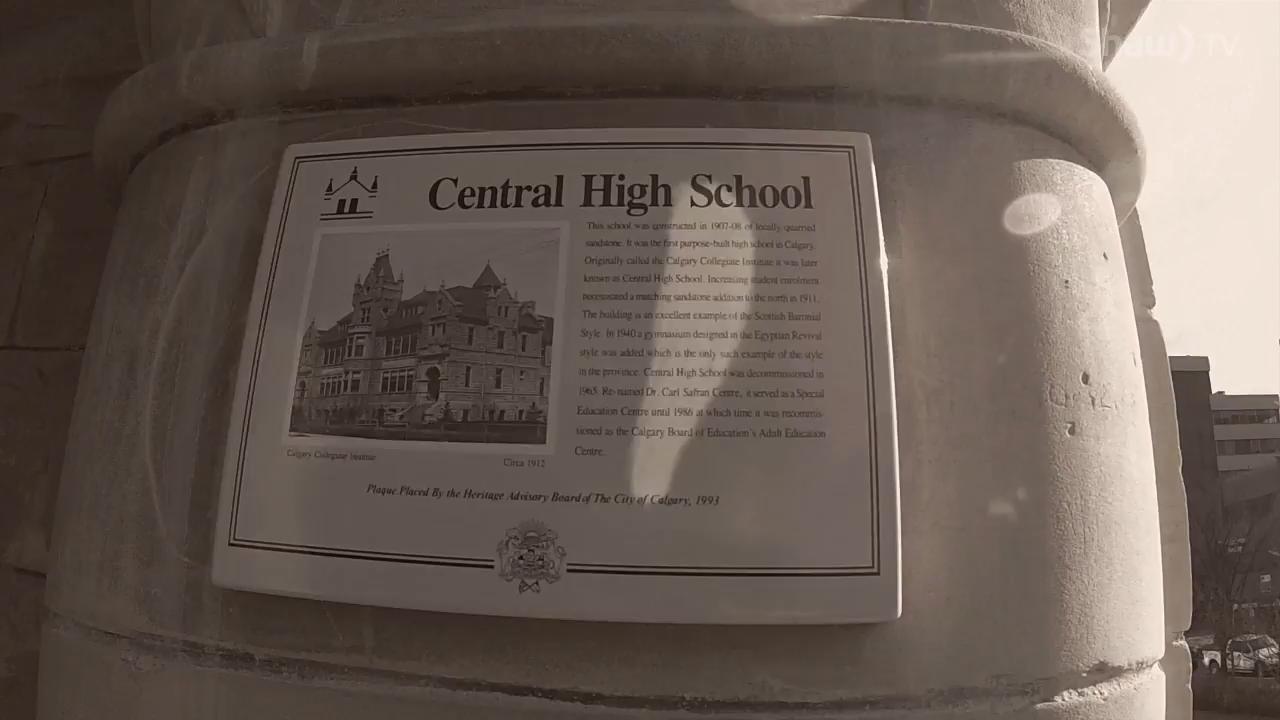 shaw) TV
Central High School
This school was constructed in 1907-08 of locally quarried
sandstone. It was the first purpose-built high school in Calgary.
Originally called the Calgary Collegiate Institute it was later
known as Central High School. Increasing student enrolment
necessitated a matching sandstone addition to the north in 1911.
The building is an excellent example of the Scottish Baronial
Style. In 1940 a gymnasium designed in the Egyptian Revival
style was added which is the only such example of the style
in the province. Central High School was decommissioned in
1965. Re-named Dr. Carl Safran Centre, it served as a Special
Education Centre until 1986 at which time it was recommis-
sioned as the Calgary Board of Education's Adult Education
Centre.
Calgary Collegiate Institute
Circa 1912
Plaque Placed By the Heritage Advisory Board of The City of Calgary, 1993